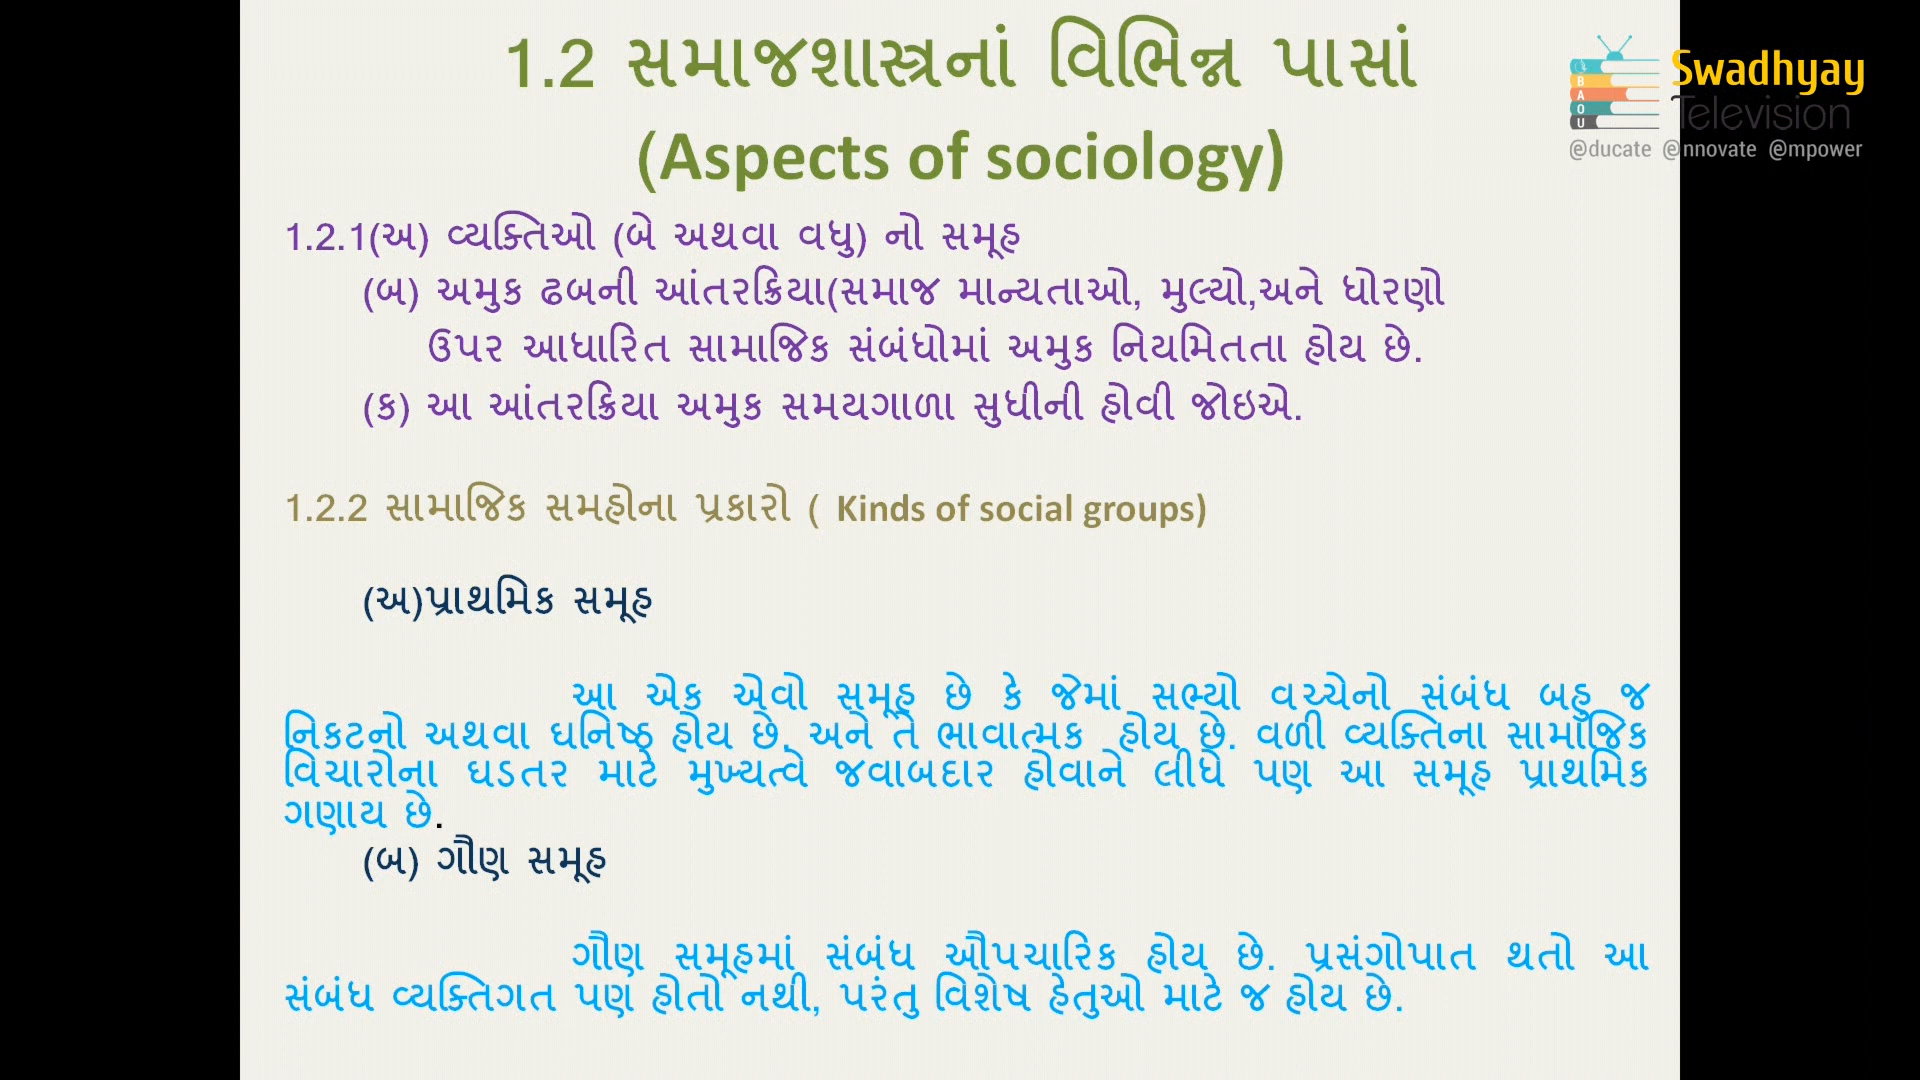 1.2 સમાજશાસ્ત્રનાં વિભિન્ન પાસાં
(Aspects of sociology)
Swadhyay
Television
@ducate @nnovate @mpower
B
A
O
U
1.2.1(અ) વ્યક્તિઓ (બે અથવા વધુ) નો સમૂહ
(બ) અમુક ઢબની આંતરક્રિયા(સમાજ માન્યતાઓ, મુલ્યો,અને ધોરણો
ઉપર આધારિત સામાજિક સંબંધોમાં અમુક નિયમિતતા હોય છે.
(ક) આ આંતરક્રિયા અમુક સમયગાળા સુધીની હોવી જોઇએ.
1.2.2 સામાજિક સમહોના પ્રકારો ( Kinds of social groups)
(અ)પ્રાથમિક સમૂહ
આ એક એવો સમૂહ છે કે જેમાં સભ્યો વચ્ચેનો સંબંધ બહુ જ
નિકટનો અથવા ઘનિષ્ઠ હોય છે, અને તે ભાવાત્મક હોય છે. વળી વ્યક્તિના સામાજિક
વિચારોના ઘડતર માટે મુખ્યત્વે જવાબદાર હોવાને લીધે પણ આ સમૂહ પ્રાથમિક
ગણાય છે.
(બ) ગૌણ સમૂહ
ગૌણ સમૂહમાં સંબંધ ઔપચારિક હોય છે. પ્રસંગોપાત થતો આ
સંબંધ વ્યક્તિગત પણ હોતો નથી, પરંતુ વિશેષ હેતુઓ માટે જ હોય છે.